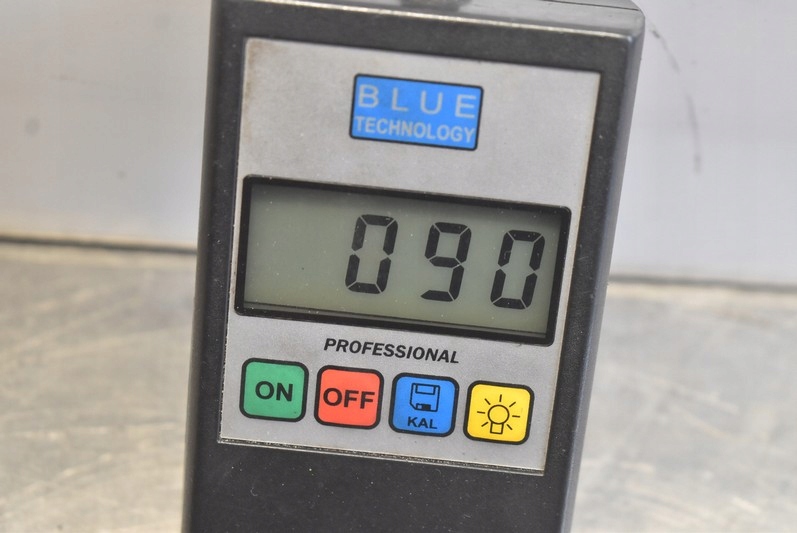 BLUE
TECHNOLOGY
090
PROFESSIONAL
ON
OFF
KAL